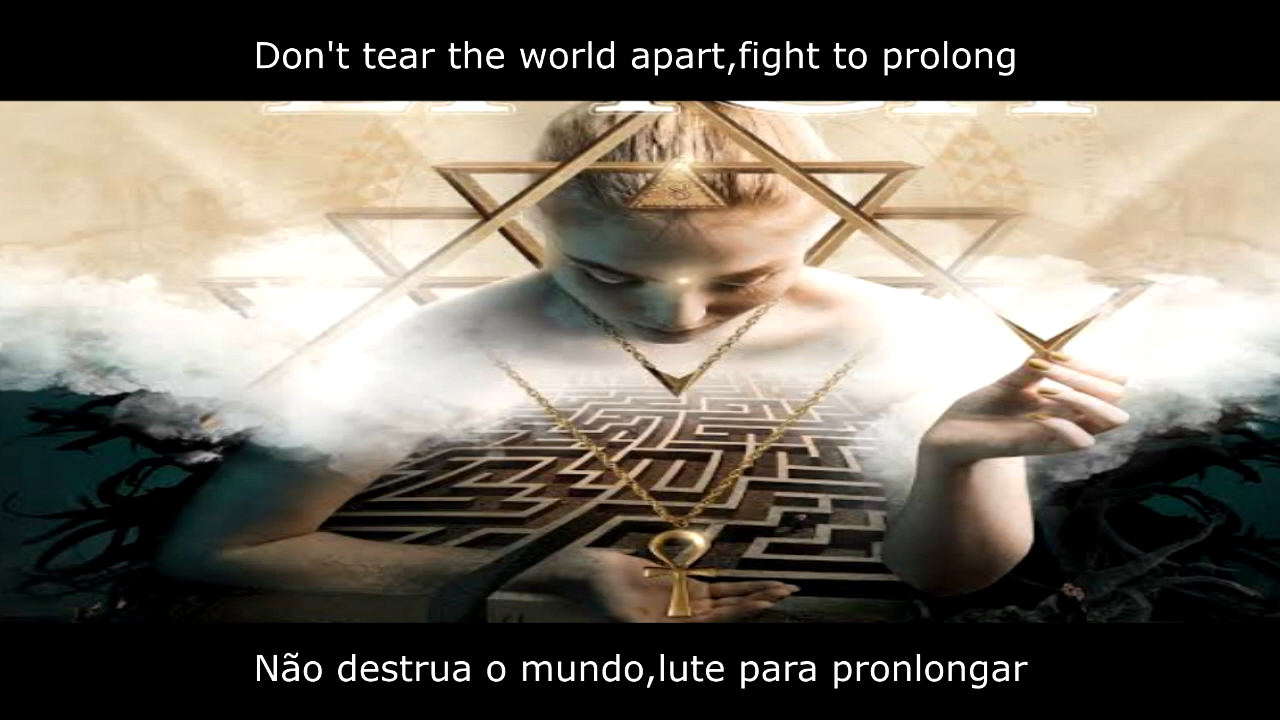 Don't tear the world apart,fight to prolong
Não destrua o mundo,lute para pronlongar